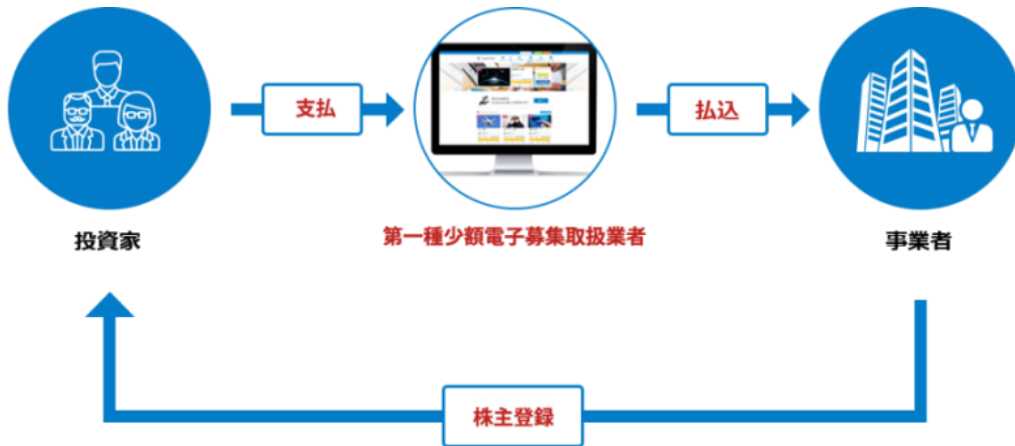 支払
払込
投資家
第一種少額電子募集取扱業者
事業者
株主登録